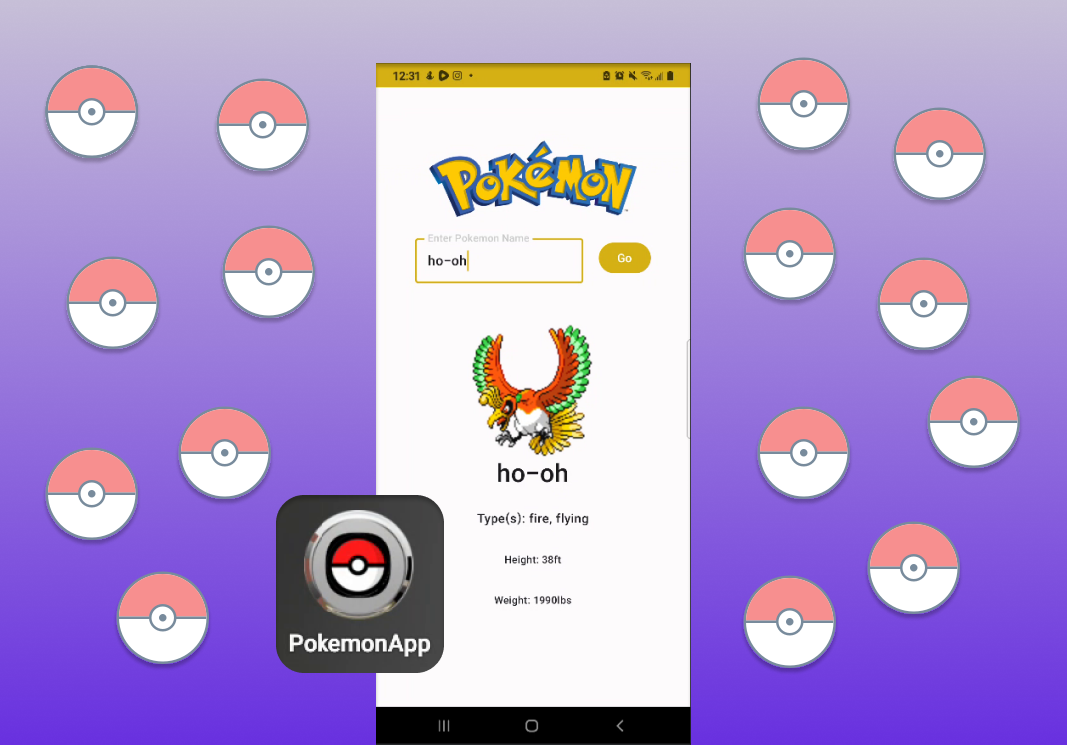 12:31
POKéMON
Enter Pokemon Name
ho-oh
Go
ho-oh
Type(s): fire, flying
Height: 38ft
Weight: 1990lbs
PokemonApp